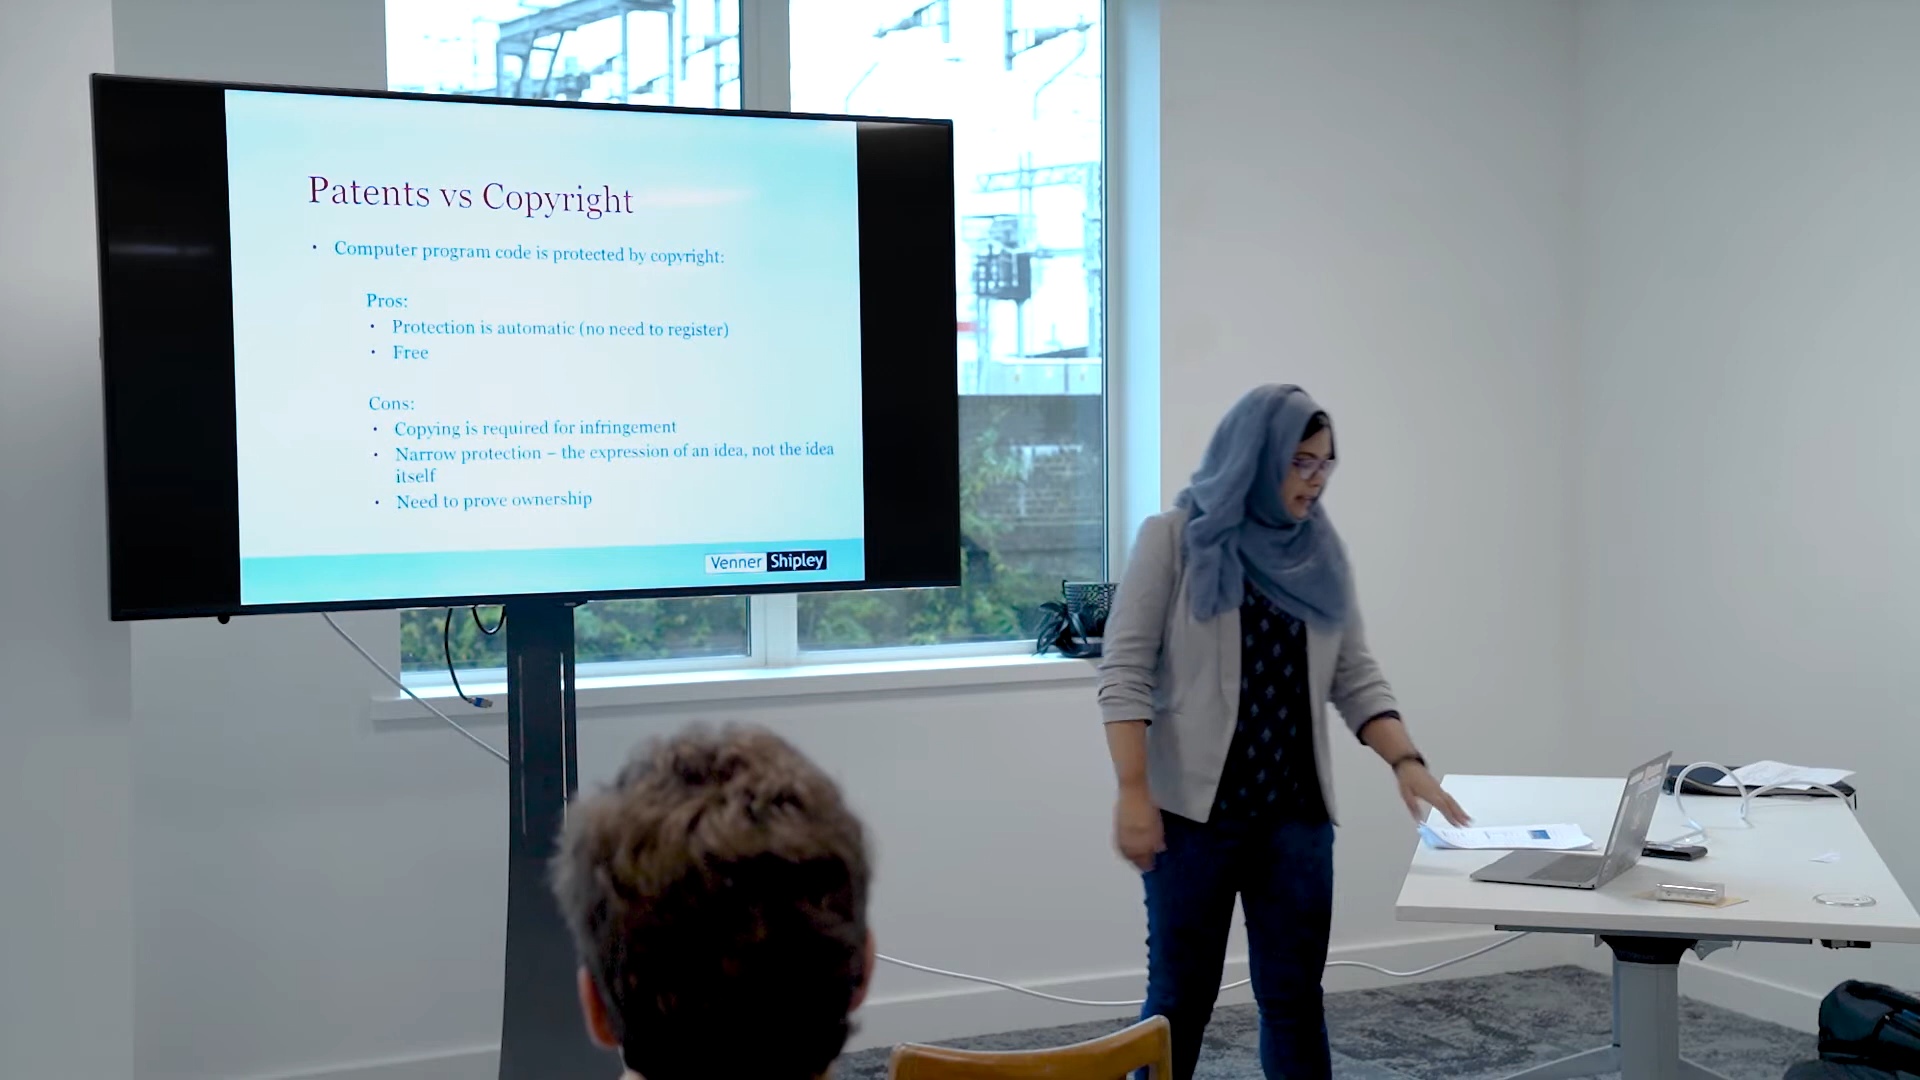 Patents vs Copyright
• Computer program code is protected by copyright:
Pros:
• Protection is automatic (no need to register)
• Free
Cons:
• Copying is required for infringement
• Narrow protection – the expression of an idea, not the idea
itself
• Need to prove ownership
Venner Shipley